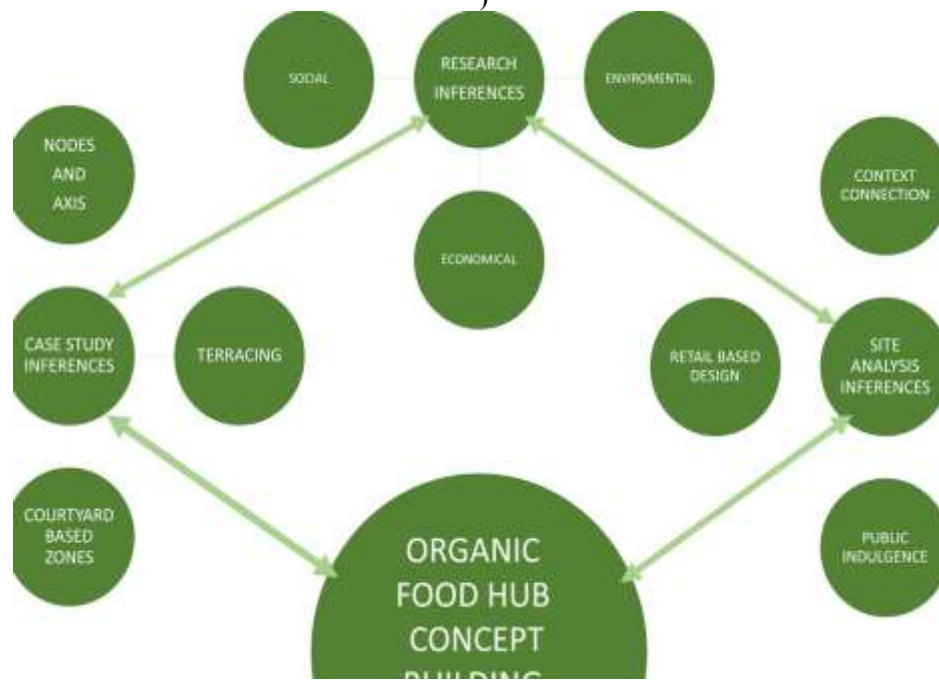 RESEARCH
INFERENCES
SOCIAL
ENVIROMENTAL
ECONOMICAL
NODES
AND
AXIS
CASE STUDY
INFERENCES
TERRACING
COURTYARD
BASED
ZONES
CONTEXT
CONNECTION
RETAIL BASED
DESIGN
SITE
ANALYSIS
INFERENCES
PUBLIC
INDULGENCE
ORGANIC
FOOD HUB
CONCEPT
BUILDING